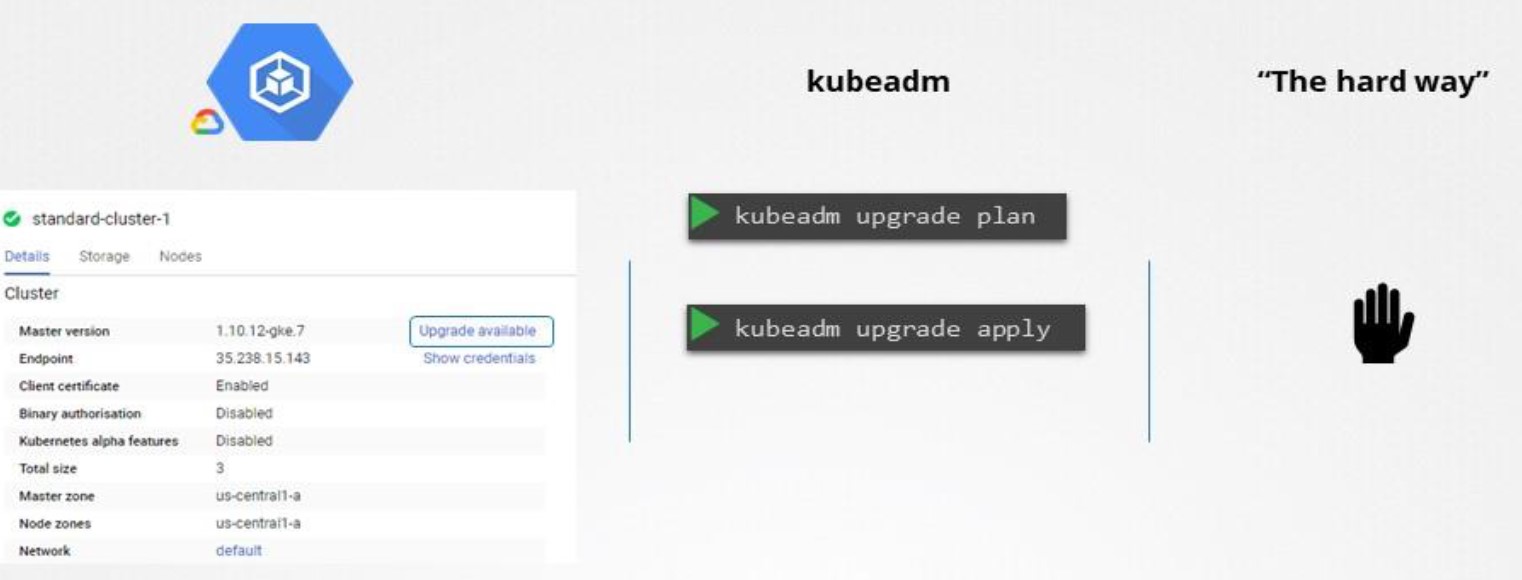 kubeadm
“The hard way”
standard-cluster-1
Details Storage Nodes
Cluster
Master version 1.10.12-gke.7 Upgrade available
Endpoint 35.238.15.143 Show credentials
Client certificate Enabled
Binary authorisation Disabled
Kubernetes alpha features Disabled
Total size 3
Master zone us-central1-a
Node zones us-central1-a
Network default
kubeadm upgrade plan
kubeadm upgrade apply